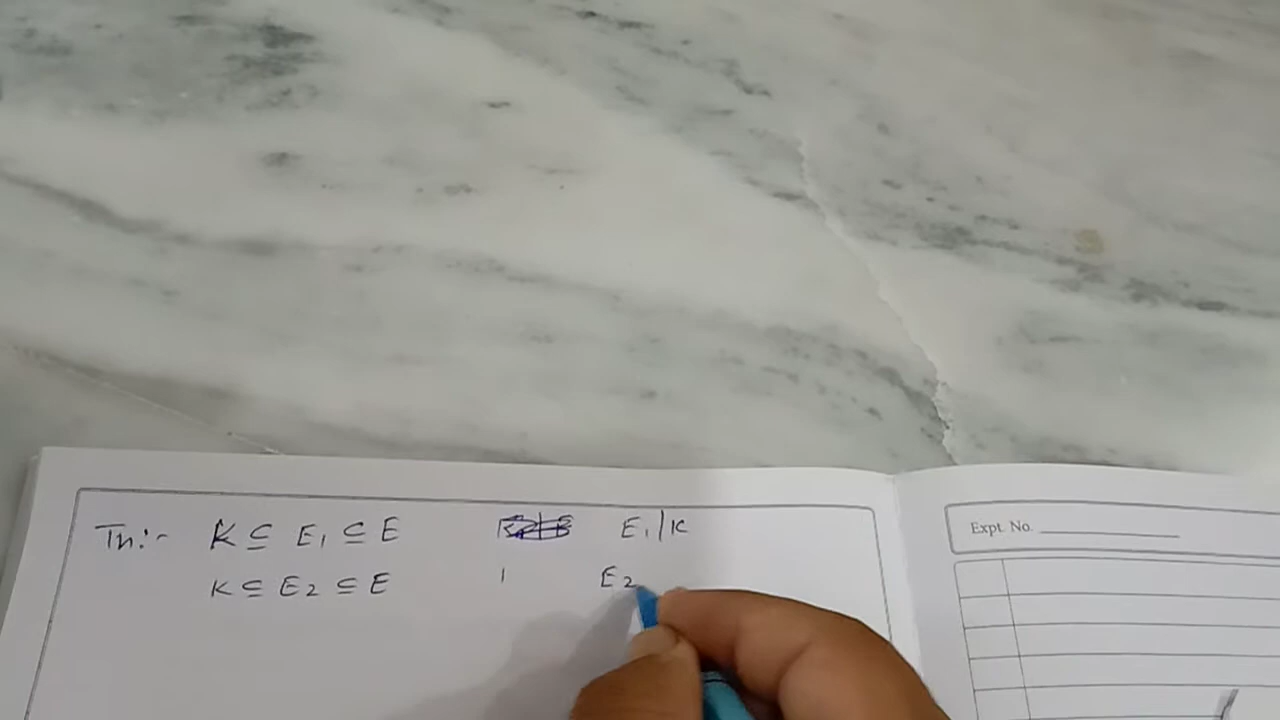 Th:- K ⊆ E₁ ⊆ E E₁/K
K ⊆ E₂ ⊆ E E₂
Expt. No.